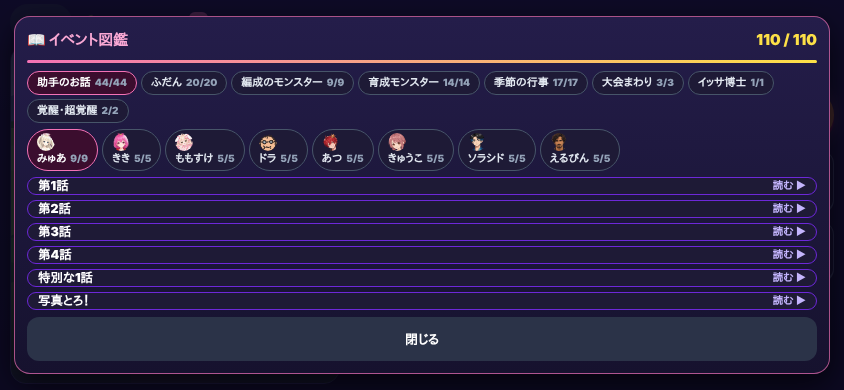 📖 イベント図鑑 110 / 110
助手のお話 44/44 ふだん 20/20 編成のモンスター 9/9 育成モンスター 14/14 季節の行事 17/17 大会まわり 3/3 イッサ博士 1/1
覚醒・超覚醒 2/2
みゅあ 9/9 きき 5/5 ももすけ 5/5 ドラ 5/5 あつ 5/5 きゅうこ 5/5 ソラシド 5/5 えるびん 5/5
第1話 読む ▶
第2話 読む ▶
第3話 読む ▶
第4話 読む ▶
特別な1話 読む ▶
写真とろ！ 読む ▶
閉じる